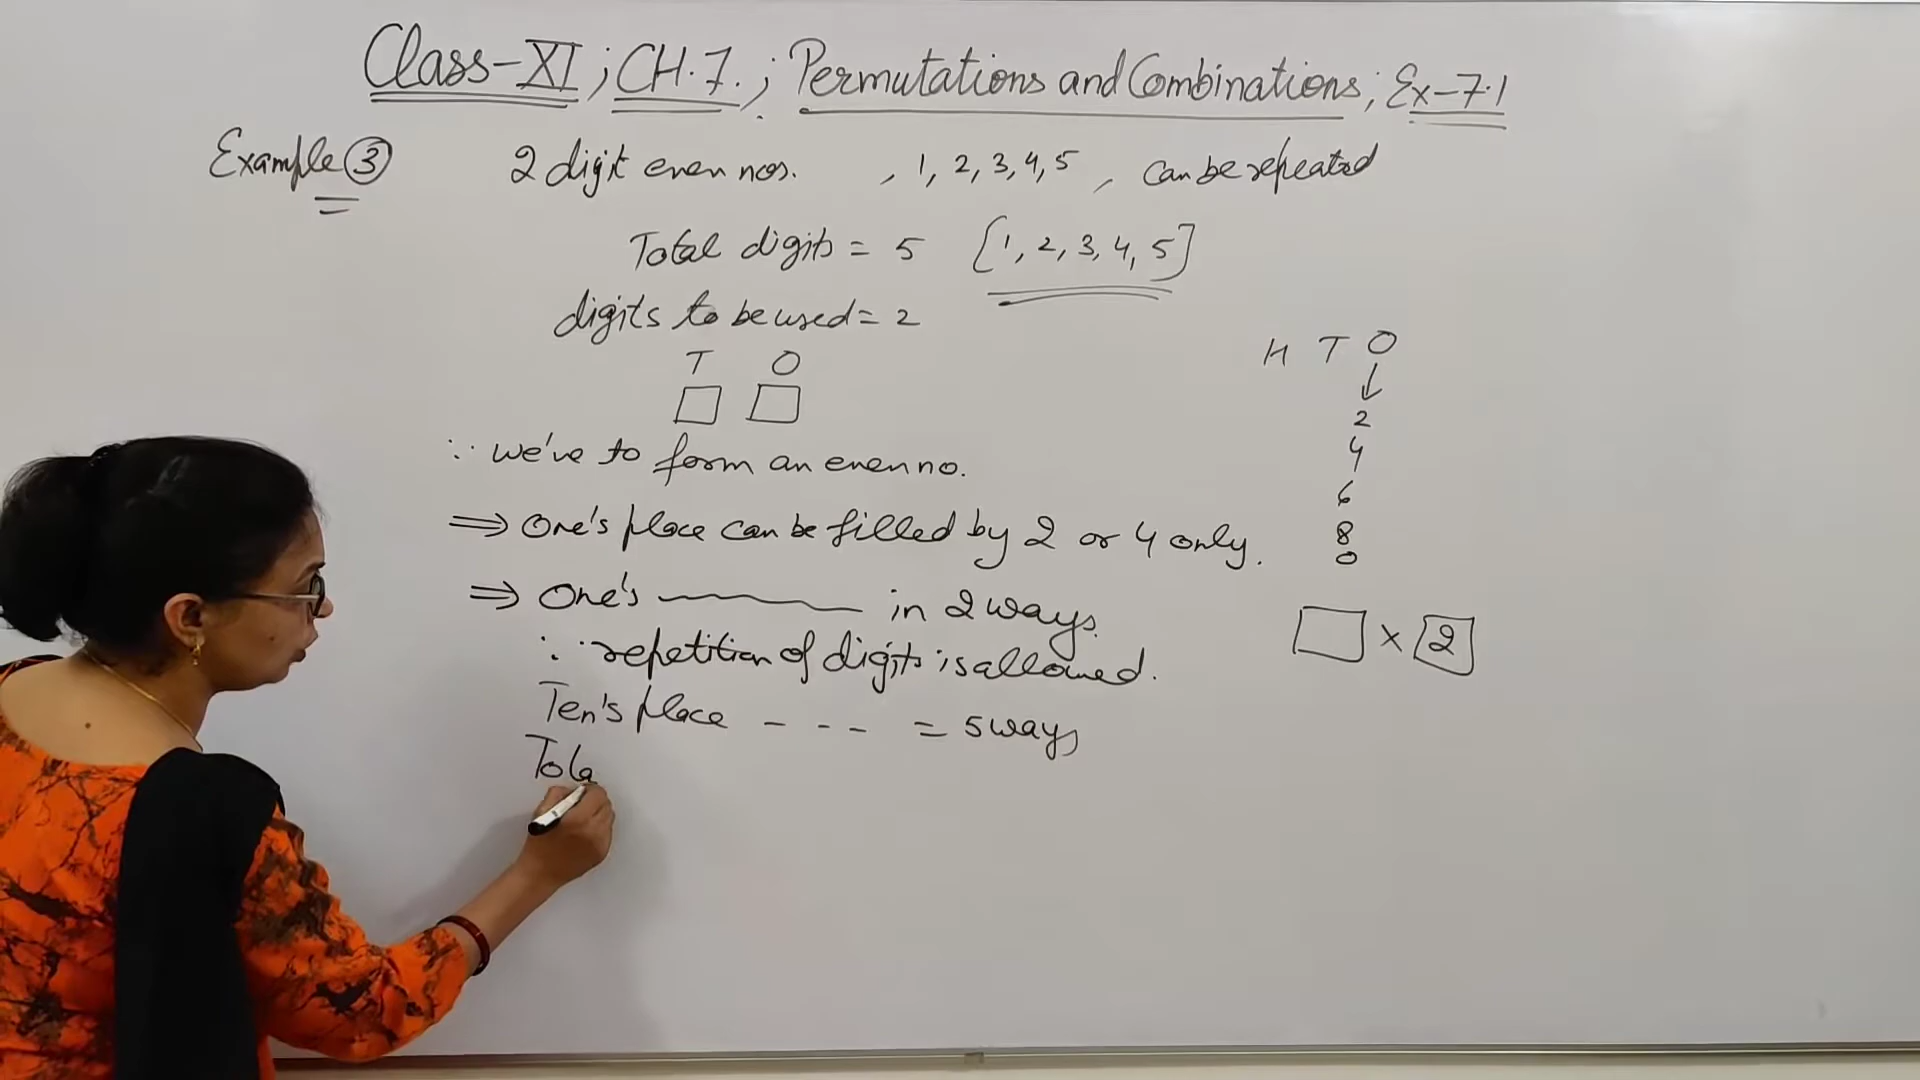 Class-XI ; CH.7. ; Permutations and Combinations ; Ex-7.1
Example ③ 2 digit even nos. , 1, 2, 3, 4, 5 , can be repeated
Total digits = 5 [1, 2, 3, 4, 5]
digits to be used = 2
T O
H T O
2
4
6
8
0
∵ we've to form an even no.
⇒ One's place can be filled by 2 or 4 only.
⇒ One's in 2 ways.
× 2
∵ repetition of digits is allowed.
Ten's place - - - = 5 ways
Tota